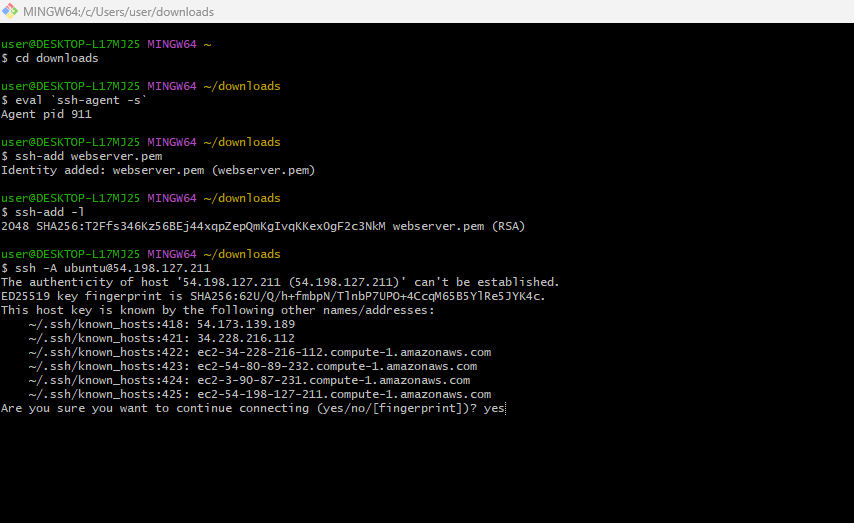 MINGW64:/c/Users/user/downloads
user@DESKTOP-L17MJ25 MINGW64 ~
$ cd downloads
user@DESKTOP-L17MJ25 MINGW64 ~/downloads
$ eval `ssh-agent -s`
Agent pid 911
user@DESKTOP-L17MJ25 MINGW64 ~/downloads
$ ssh-add webserver.pem
Identity added: webserver.pem (webserver.pem)
user@DESKTOP-L17MJ25 MINGW64 ~/downloads
$ ssh-add -l
2048 SHA256:T2Ffs346Kz56BEj44xqpZepQmKgIvqKKexOgF2c3NkM webserver.pem (RSA)
user@DESKTOP-L17MJ25 MINGW64 ~/downloads
$ ssh -A ubuntu@54.198.127.211
The authenticity of host '54.198.127.211 (54.198.127.211)' can't be established.
ED25519 key fingerprint is SHA256:62U/Q/h+fmbpN/TlnbP7UPO+4CcqM65B5YlRe5JYK4c.
This host key is known by the following other names/addresses:
    ~/.ssh/known_hosts:418: 54.173.139.189
    ~/.ssh/known_hosts:421: 34.228.216.112
    ~/.ssh/known_hosts:422: ec2-34-228-216-112.compute-1.amazonaws.com
    ~/.ssh/known_hosts:423: ec2-54-80-89-232.compute-1.amazonaws.com
    ~/.ssh/known_hosts:424: ec2-3-90-87-231.compute-1.amazonaws.com
    ~/.ssh/known_hosts:425: ec2-54-198-127-211.compute-1.amazonaws.com
Are you sure you want to continue connecting (yes/no/[fingerprint])? yes